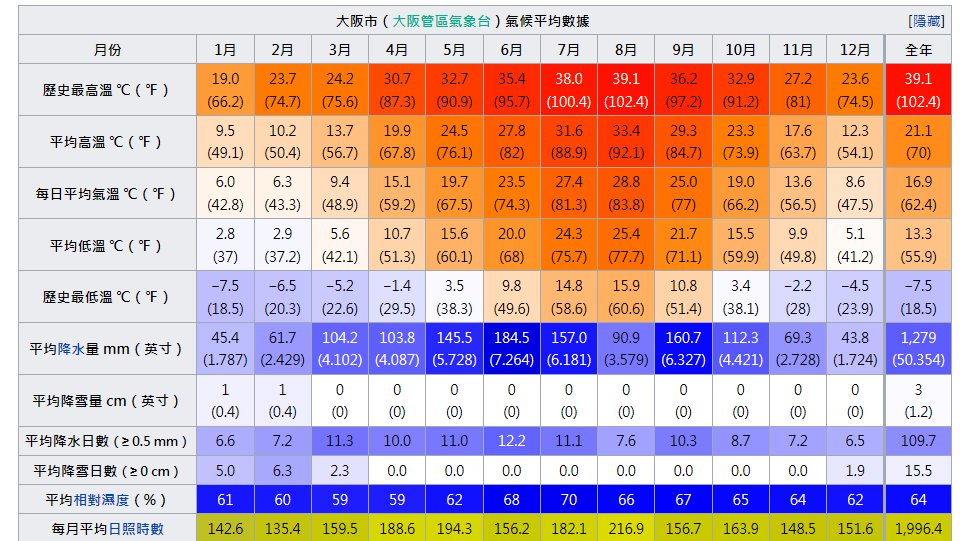 大阪市（大阪管區氣象台）氣候平均數據 [隱藏]
月份 1月 2月 3月 4月 5月 6月 7月 8月 9月 10月 11月 12月 全年
歷史最高溫 ℃（℉） 19.0 23.7 24.2 30.7 32.7 35.4 38.0 39.1 36.2 32.9 27.2 23.6 39.1
(66.2) (74.7) (75.6) (87.3) (90.9) (95.7) (100.4) (102.4) (97.2) (91.2) (81) (74.5) (102.4)
平均高溫 ℃（℉） 9.5 10.2 13.7 19.9 24.5 27.8 31.6 33.4 29.3 23.3 17.6 12.3 21.1
(49.1) (50.4) (56.7) (67.8) (76.1) (82) (88.9) (92.1) (84.7) (73.9) (63.7) (54.1) (70)
每日平均氣溫 ℃（℉） 6.0 6.3 9.4 15.1 19.7 23.5 27.4 28.8 25.0 19.0 13.6 8.6 16.9
(42.8) (43.3) (48.9) (59.2) (67.5) (74.3) (81.3) (83.8) (77) (66.2) (56.5) (47.5) (62.4)
平均低溫 ℃（℉） 2.8 2.9 5.6 10.7 15.6 20.0 24.3 25.4 21.7 15.5 9.9 5.1 13.3
(37) (37.2) (42.1) (51.3) (60.1) (68) (75.7) (77.7) (71.1) (59.9) (49.8) (41.2) (55.9)
歷史最低溫 ℃（℉） −7.5 −6.5 −5.2 −1.4 3.5 9.8 14.8 15.9 10.8 3.4 −2.2 −4.5 −7.5
(18.5) (20.3) (22.6) (29.5) (38.3) (49.6) (58.6) (60.6) (51.4) (38.1) (28) (23.9) (18.5)
平均降水量 mm（英寸） 45.4 61.7 104.2 103.8 145.5 184.5 157.0 90.9 160.7 112.3 69.3 43.8 1,279
(1.787) (2.429) (4.102) (4.087) (5.728) (7.264) (6.181) (3.579) (6.327) (4.421) (2.728) (1.724) (50.354)
平均降雪量 cm（英寸） 1 1 0 0 0 0 0 0 0 0 0 0 3
(0.4) (0.4) (0) (0) (0) (0) (0) (0) (0) (0) (0) (0) (1.2)
平均降水日數（≥ 0.5 mm） 6.6 7.2 11.3 10.0 11.0 12.2 11.1 7.6 10.3 8.7 7.2 6.5 109.7
平均降雪日數（≥ 0 cm） 5.0 6.3 2.3 0.0 0.0 0.0 0.0 0.0 0.0 0.0 0.0 1.9 15.5
平均相對濕度（%） 61 60 59 59 62 68 70 66 67 65 64 62 64
每月平均日照時數 142.6 135.4 159.5 188.6 194.3 156.2 182.1 216.9 156.7 163.9 148.5 151.6 1,996.4